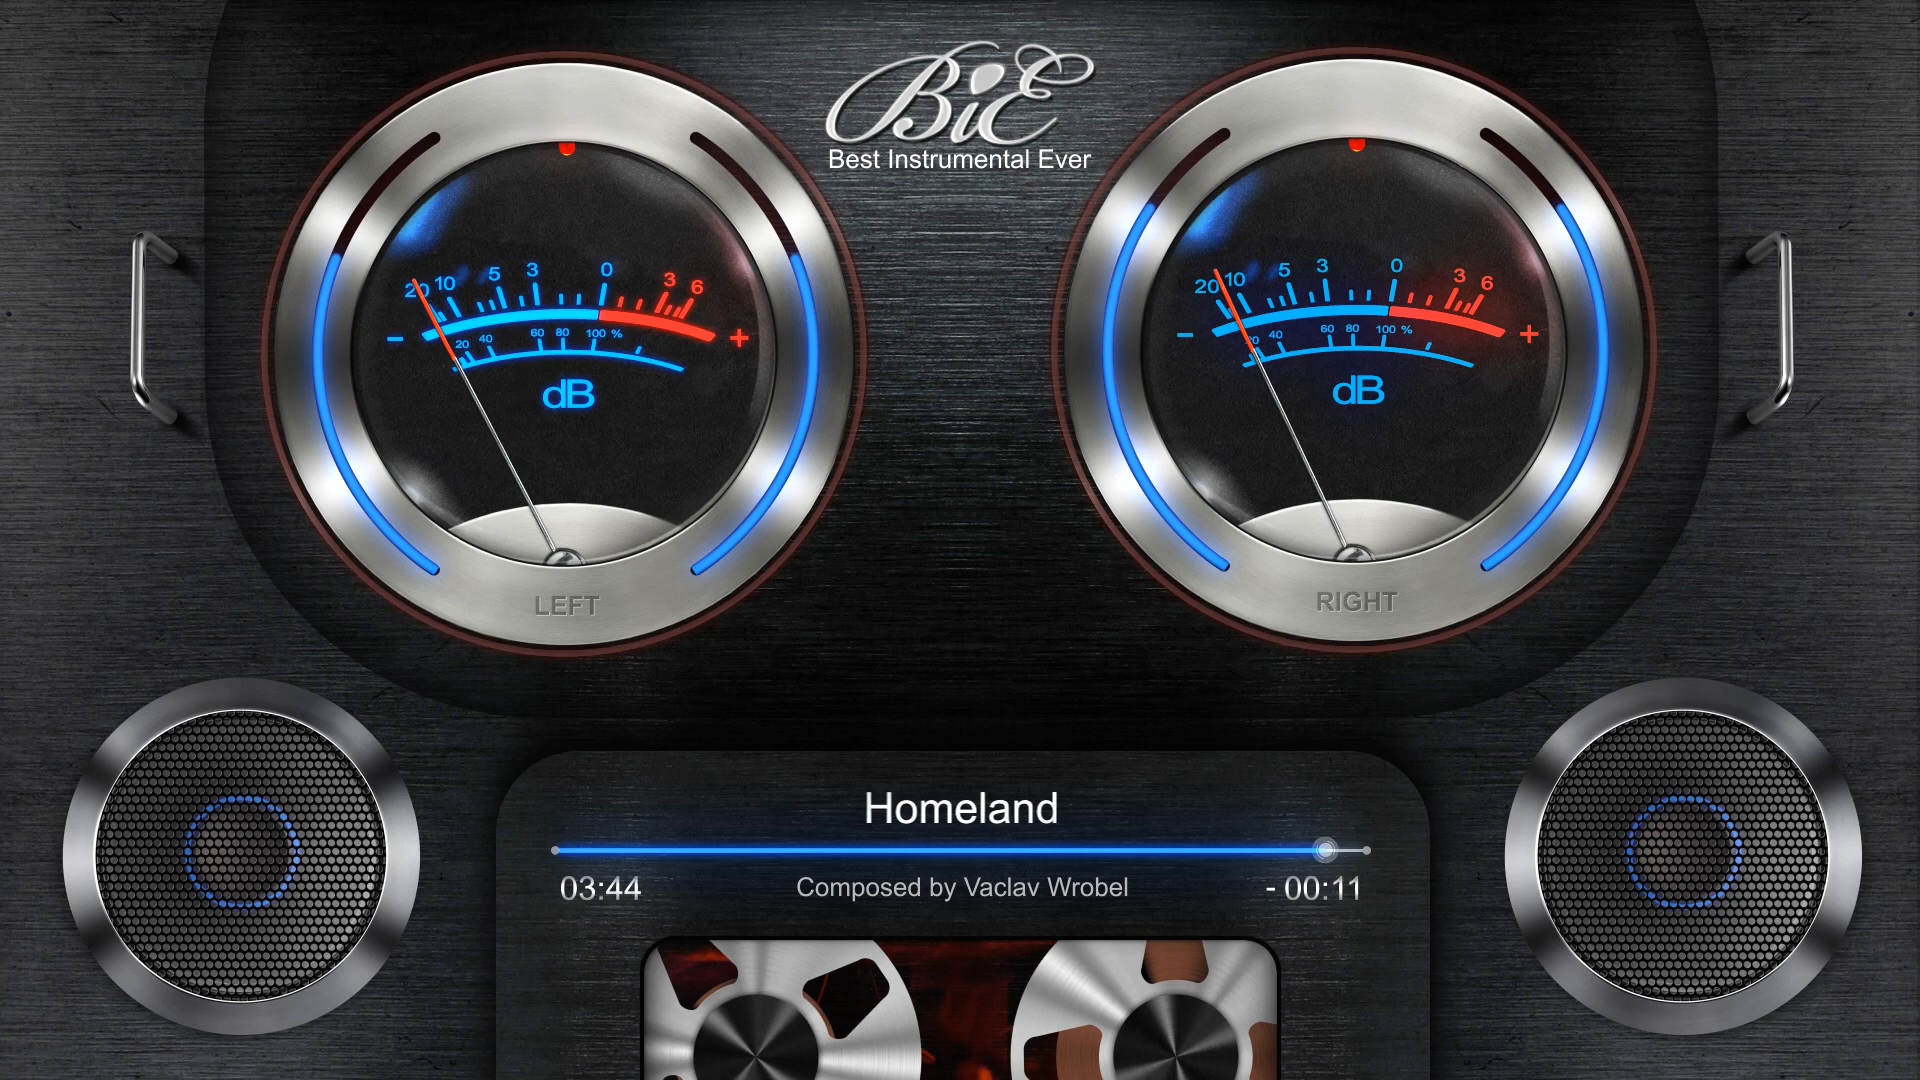 BiE
Best Instrumental Ever
20 10 5 3 0 3 6
- +
20 40 60 80 100 %
dB
LEFT
20 10 5 3 0 3 6
- +
20 40 60 80 100 %
dB
RIGHT
Homeland
03:44 Composed by Vaclav Wrobel - 00:11